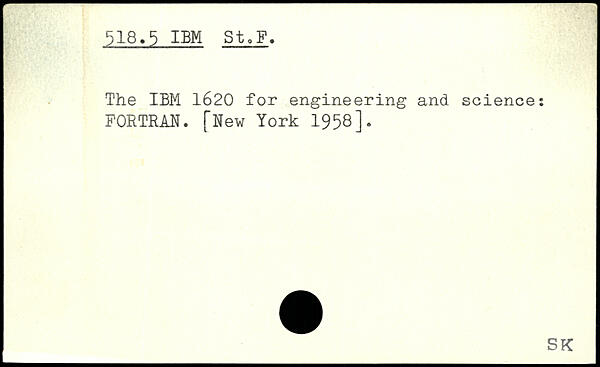 518.5 IBM St.F.
The IBM 1620 for engineering and science:
FORTRAN. [New York 1958].
SK